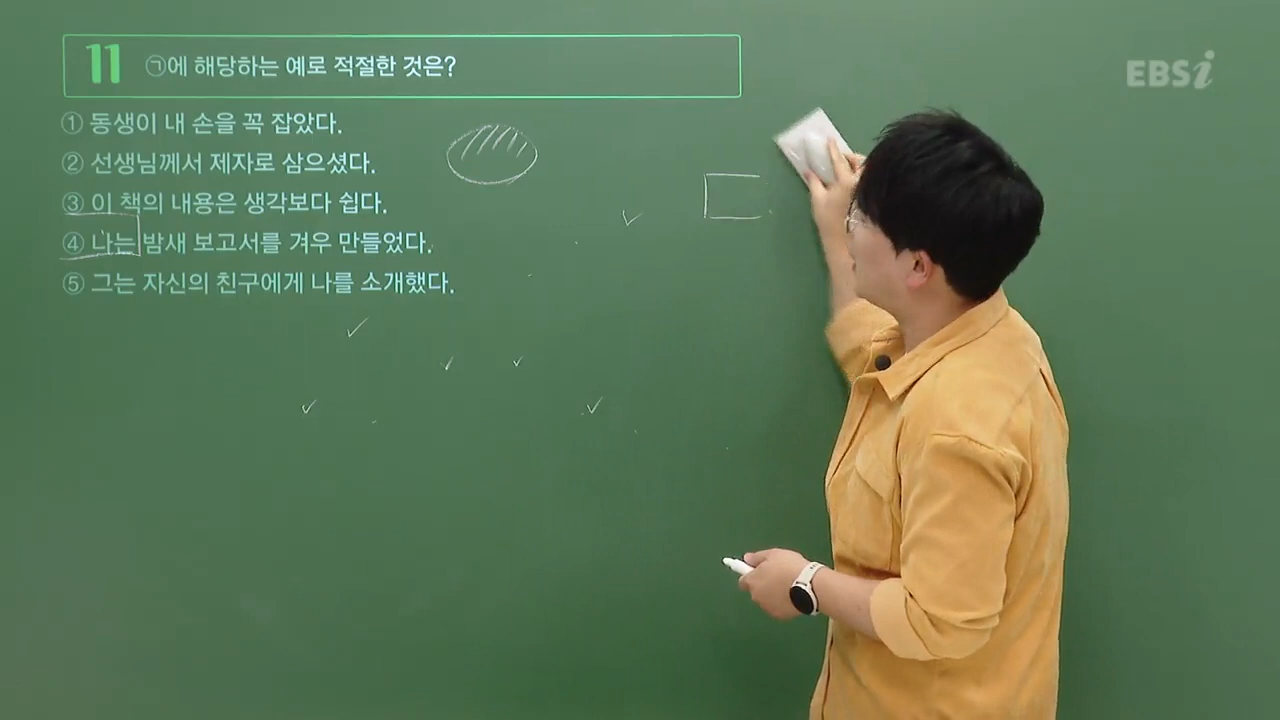 11 ㉠에 해당하는 예로 적절한 것은?
EBSi
① 동생이 내 손을 꼭 잡았다.
② 선생님께서 제자로 삼으셨다.
③ 이 책의 내용은 생각보다 쉽다.
④ 나는 밤새 보고서를 겨우 만들었다.
⑤ 그는 자신의 친구에게 나를 소개했다.